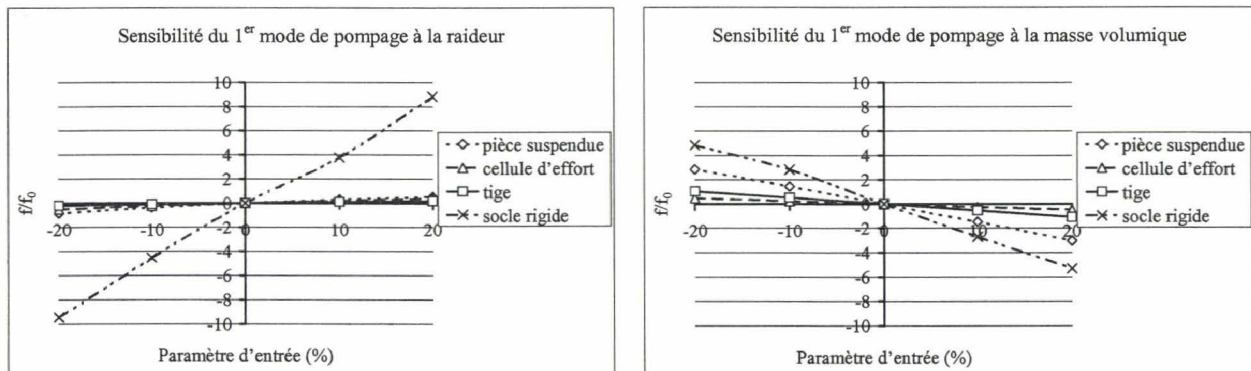 Sensibilité du 1er mode de pompage à la raideur
10
8
6
4
2
0
-2
-4
-6
-8
-10
-20
-10
0
10
20
f/f0
Paramètre d'entrée (%)
pièce suspendue
cellule d'effort
tige
socle rigide
Sensibilité du 1er mode de pompage à la masse volumique
10
8
6
4
2
0
-2
-4
-6
-8
-10
-20
-10
0
10
20
f/f0
Paramètre d'entrée (%)
pièce suspendue
cellule d'effort
tige
socle rigide